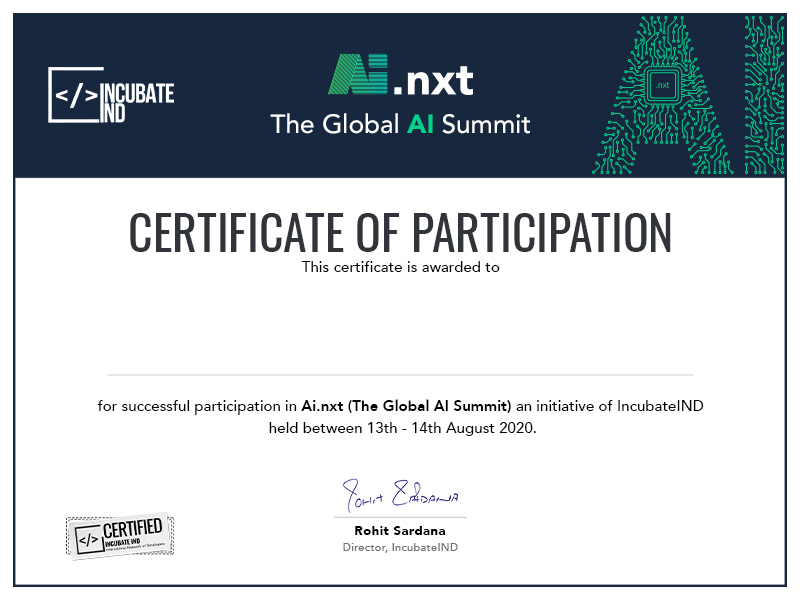 </> INCUBATE
IND
Ai.nxt
The Global AI Summit
.nxt
CERTIFICATE OF PARTICIPATION
This certificate is awarded to
for successful participation in Ai.nxt (The Global AI Summit) an initiative of IncubateIND
held between 13th - 14th August 2020.
Rohit Sardana
Rohit Sardana
Director, IncubateIND
</> CERTIFIED
INCUBATE IND
International Network of Developers